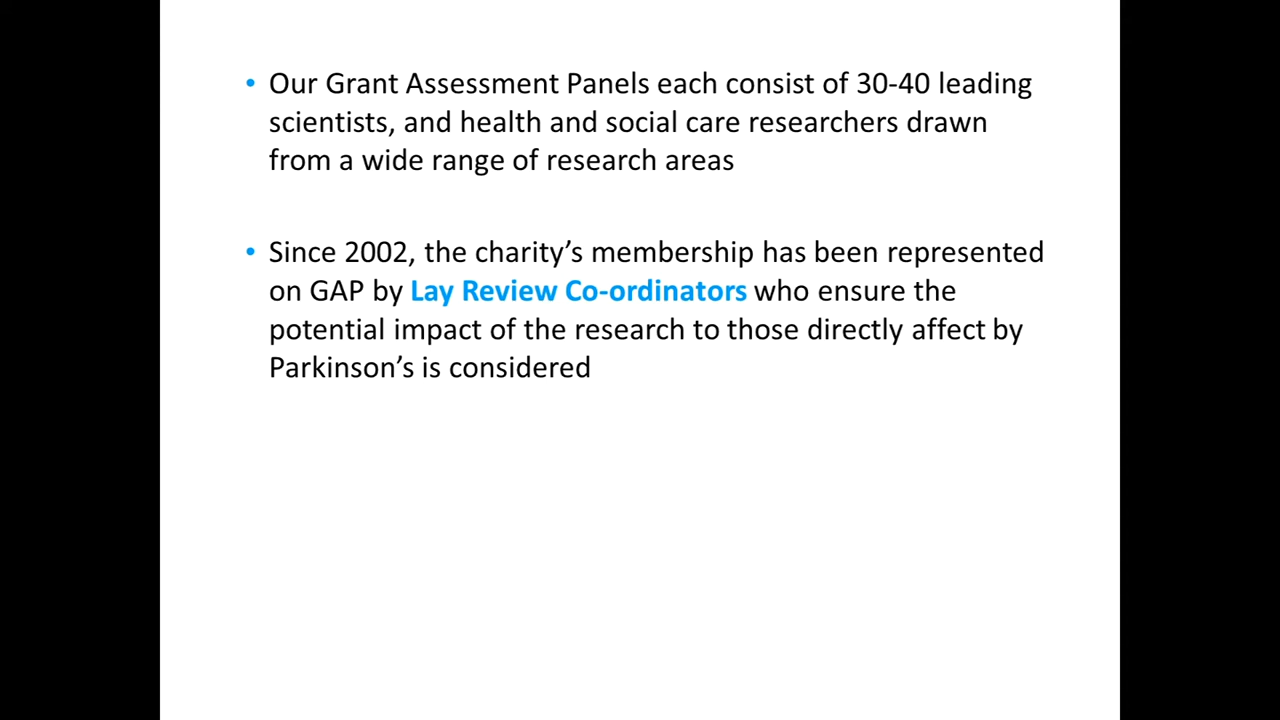 • Our Grant Assessment Panels each consist of 30-40 leading
scientists, and health and social care researchers drawn
from a wide range of research areas
• Since 2002, the charity’s membership has been represented
on GAP by Lay Review Co-ordinators who ensure the
potential impact of the research to those directly affect by
Parkinson’s is considered